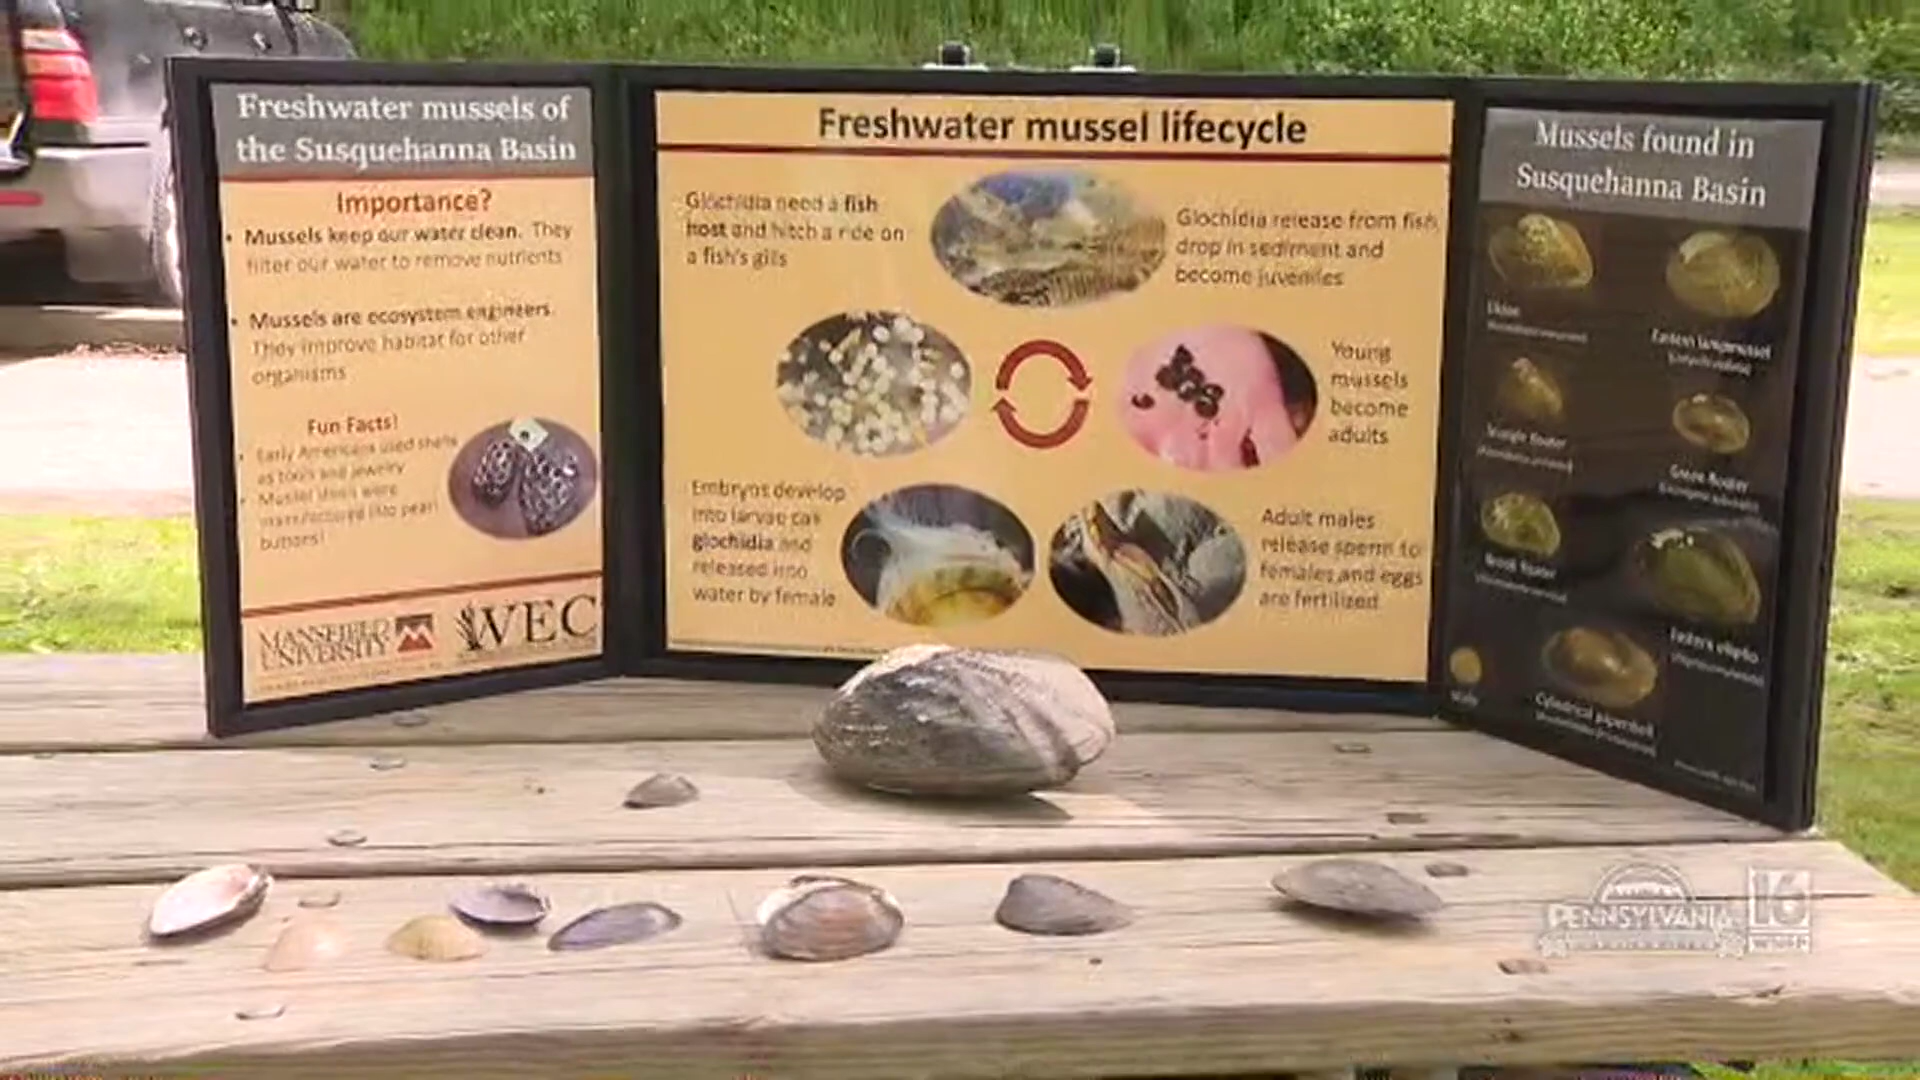 Freshwater mussels of
the Susquehanna Basin
Importance?
• Mussels keep our water clean. They
filter our water to remove nutrients
• Mussels are ecosystem engineers.
They improve habitat for other
organisms
Fun Facts!
• Early Americans used shells
as tools and jewelry
• Mussel shells were
manufactured into pearl
buttons!
MANSFIELD
UNIVERSITY
WEC
Freshwater mussel lifecycle
Glochidia need a fish
host and hitch a ride on
a fish's gills
Glochidia release from fish,
drop in sediment and
become juveniles
Young
mussels
become
adults
Adult males
release sperm to
females and eggs
are fertilized
Embryos develop
into larvae
glochidia and
released into
water by female
Mussels found in
Susquehanna Basin
Eastern lampmussel
Triangle floater
Green floater
Brook floater
Eastern elliptio
Cylindrical papershell
PENNSYLVANIA
16
WNEP